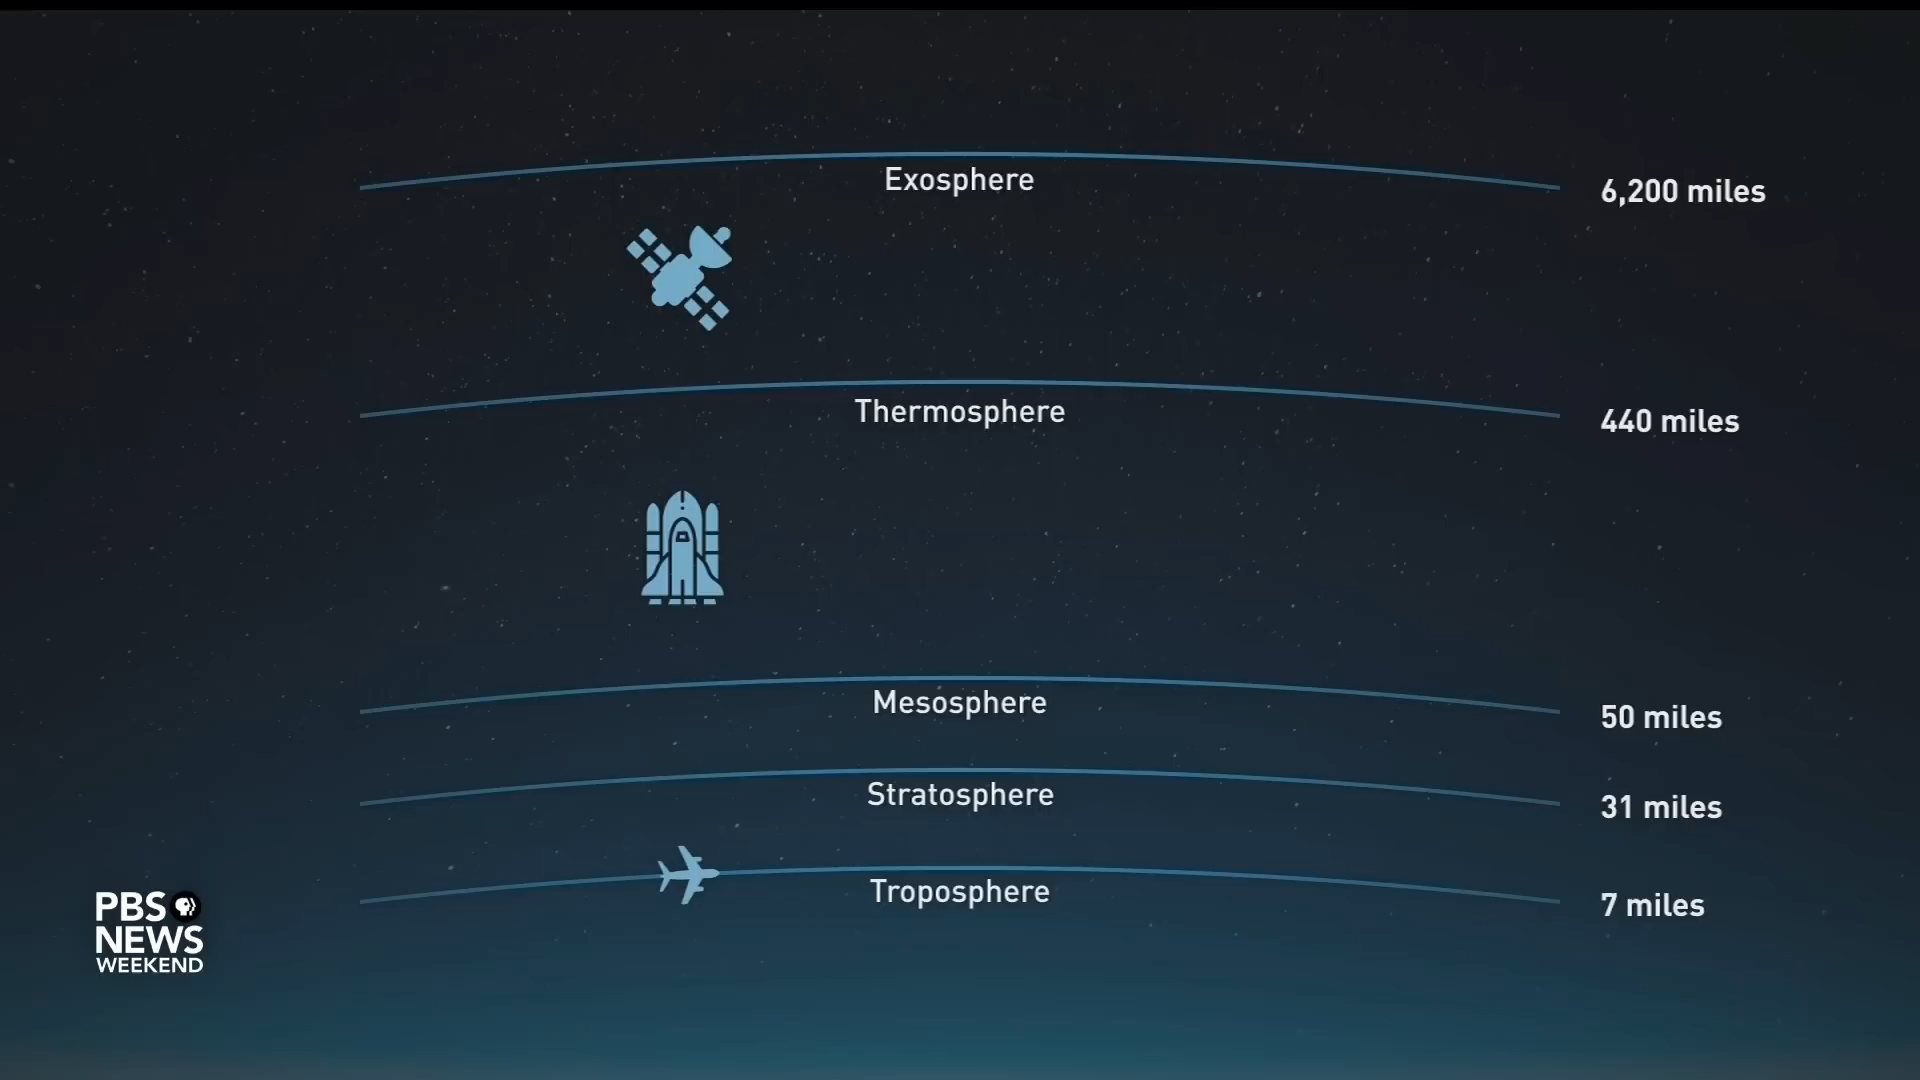 Exosphere
6,200 miles
Thermosphere
440 miles
Mesosphere
50 miles
Stratosphere
31 miles
Troposphere
7 miles
PBS
NEWS
WEEKEND